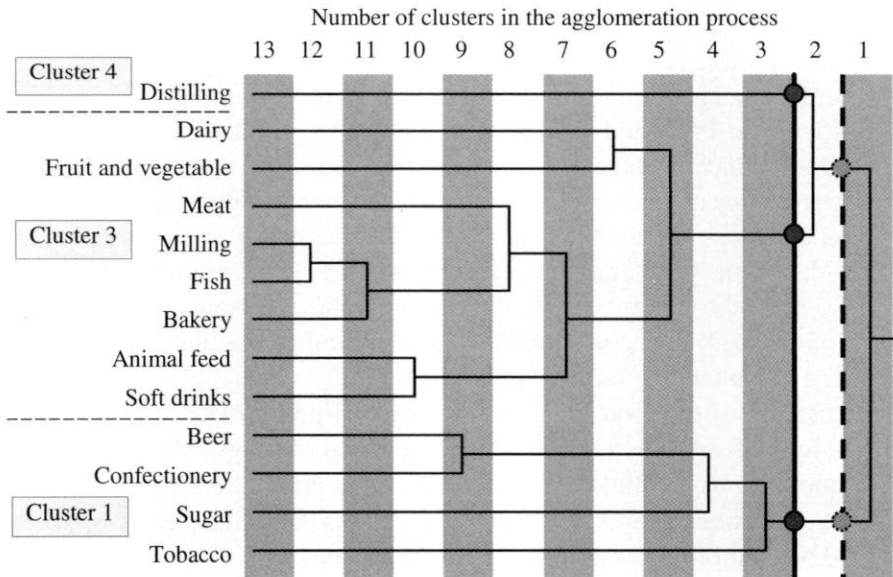 Number of clusters in the agglomeration process
13 12 11 10 9 8 7 6 5 4 3 2 1
Cluster 4
Distilling
Dairy
Fruit and vegetable
Meat
Cluster 3
Milling
Fish
Bakery
Animal feed
Soft drinks
Beer
Confectionery
Cluster 1
Sugar
Tobacco